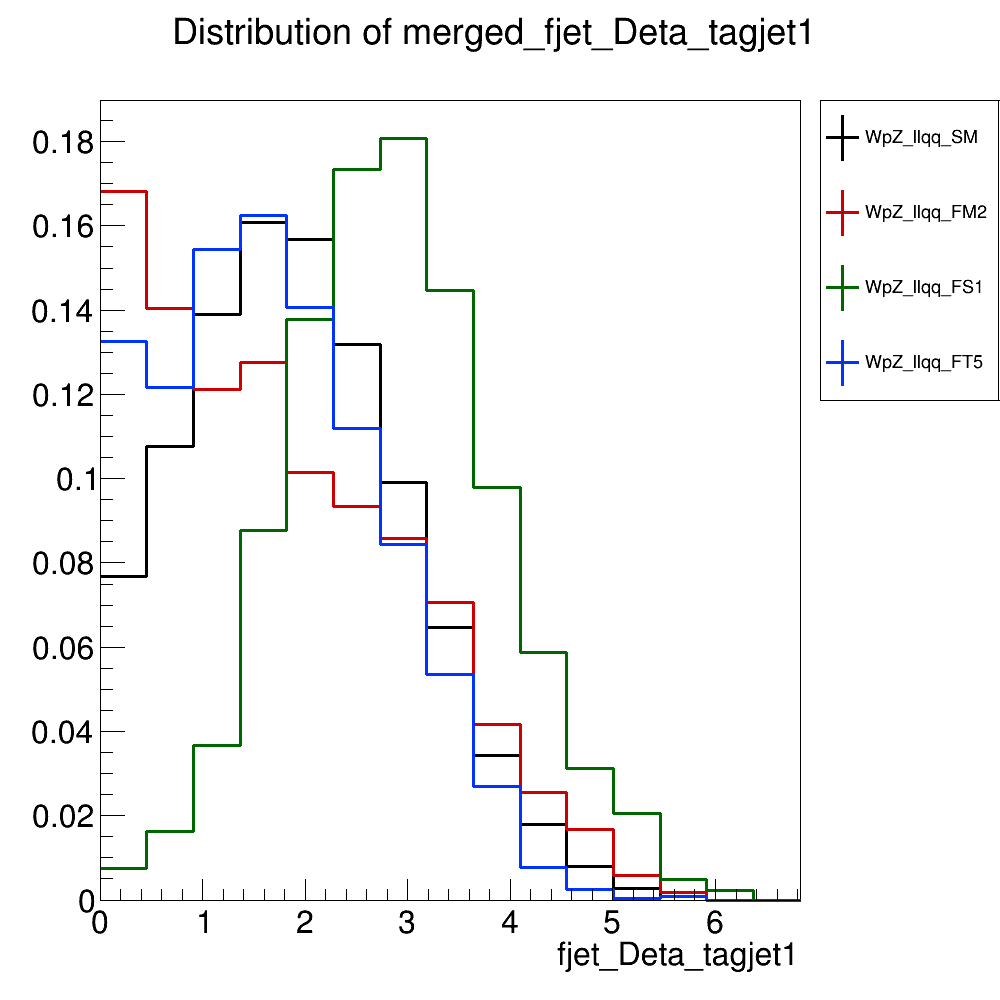 Distribution of merged_fjet_Deta_tagjet1
0.18
0.16
0.14
0.12
0.1
0.08
0.06
0.04
0.02
0
0 1 2 3 4 5 6
fjet_Deta_tagjet1
WpZ_llqq_SM
WpZ_llqq_FM2
WpZ_llqq_FS1
WpZ_llqq_FT5